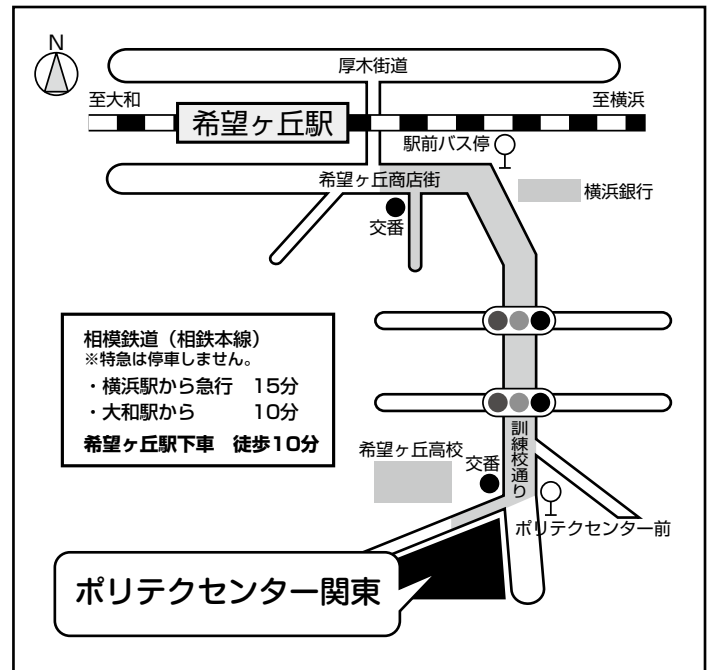 N
厚木街道
至大和
至横浜
希望ヶ丘駅
駅前バス停
希望ヶ丘商店街
横浜銀行
交番
相模鉄道（相鉄本線）
※特急は停車しません。
・横浜駅から急行　15分
・大和駅から　　　10分
希望ヶ丘駅下車　徒歩10分
訓練校通り
希望ヶ丘高校
交番
ポリテクセンター前
ポリテクセンター関東